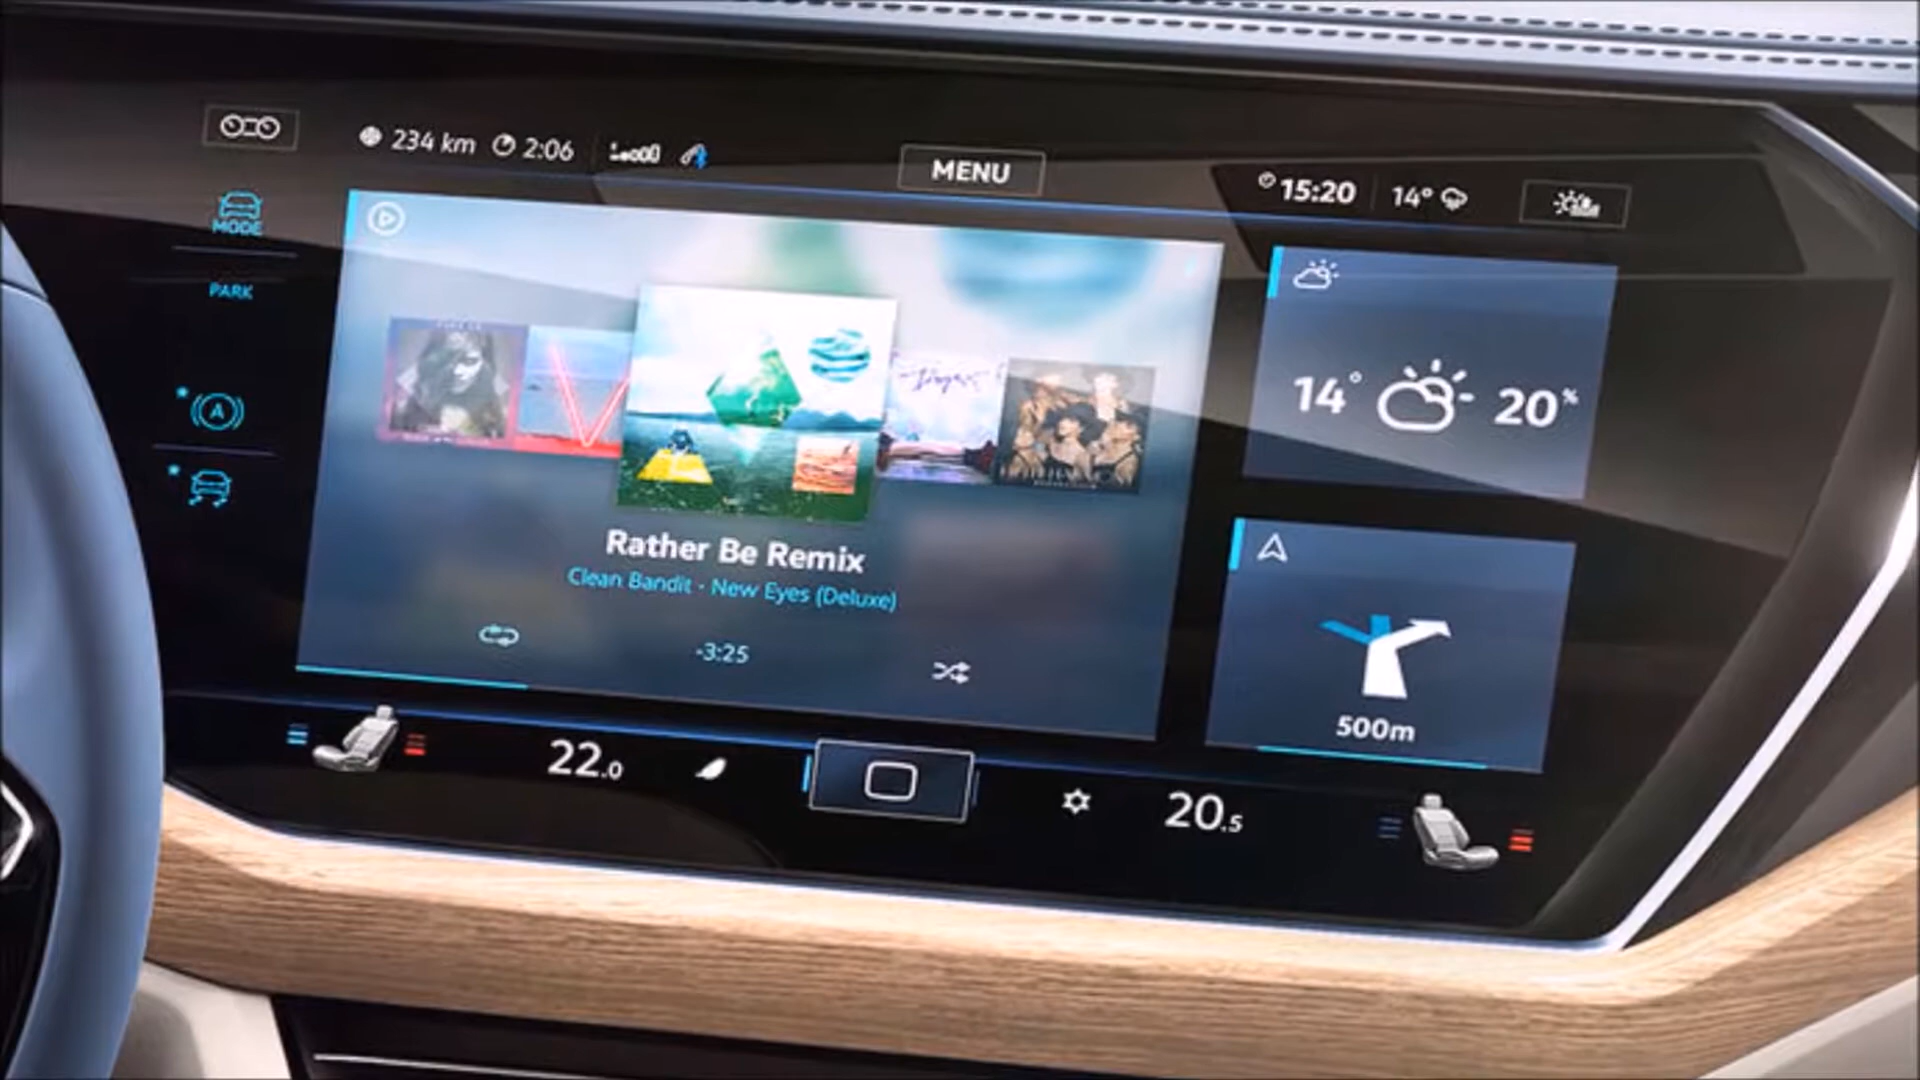 234 km 2:06
MENU
15:20 14°
MODE
PARK
A
14° 20%
Rather Be Remix
Clean Bandit - New Eyes (Deluxe)
-3:25
500m
22.0
20.5